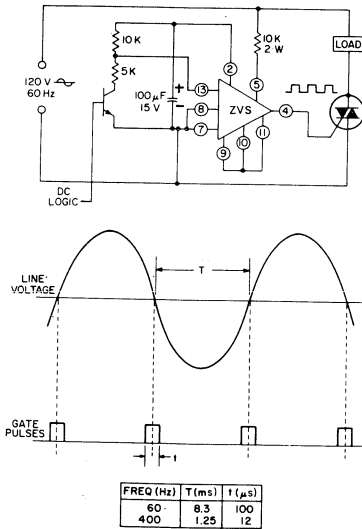 10K
5K
120 V
60 Hz
100 µF
15 V
+
-
13
8
7
2
ZVS
9
10
11
5
4
10K
2 W
LOAD
DC
LOGIC
LINE
VOLTAGE
T
GATE
PULSES
t
FREQ (Hz) T(ms) t(µs)
60 8.3 100
400 1.25 12